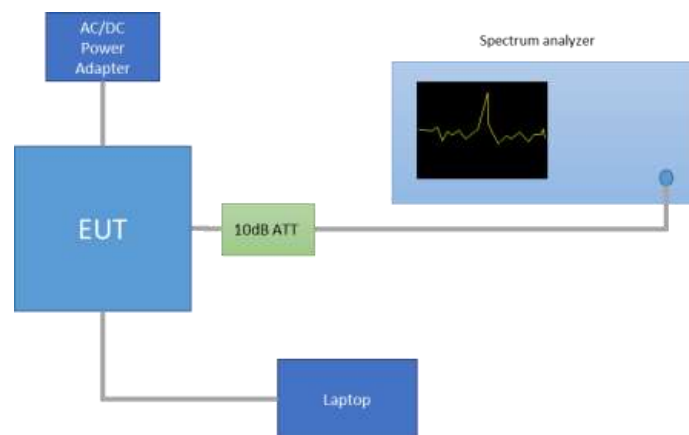 AC/DC
Power
Adapter
Spectrum analyzer
EUT
10dB ATT
Laptop